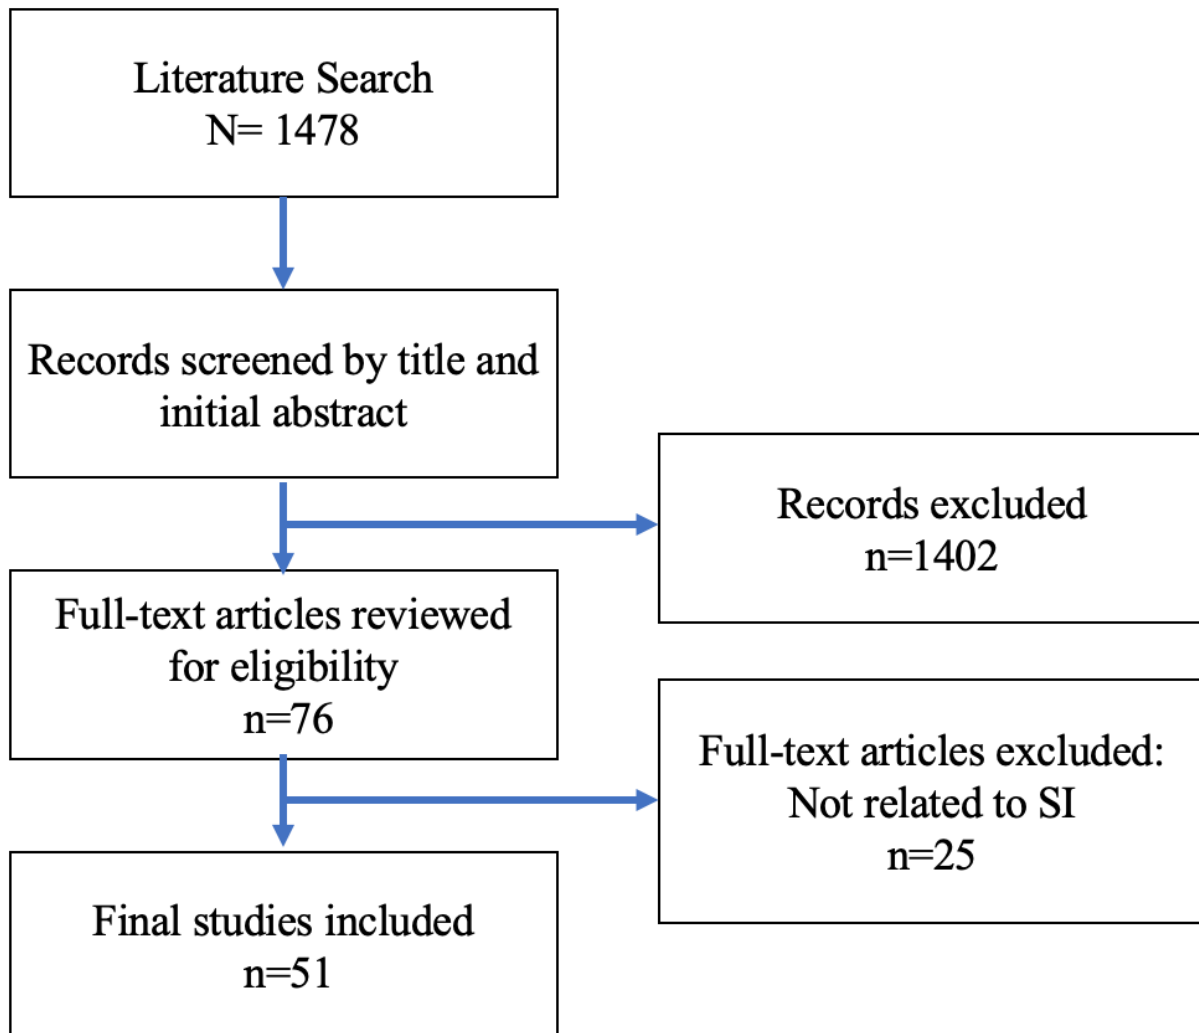 Literature Search
N= 1478
Records screened by title and
initial abstract
Records excluded
n=1402
Full-text articles reviewed
for eligibility
n=76
Full-text articles excluded:
Not related to SI
n=25
Final studies included
n=51